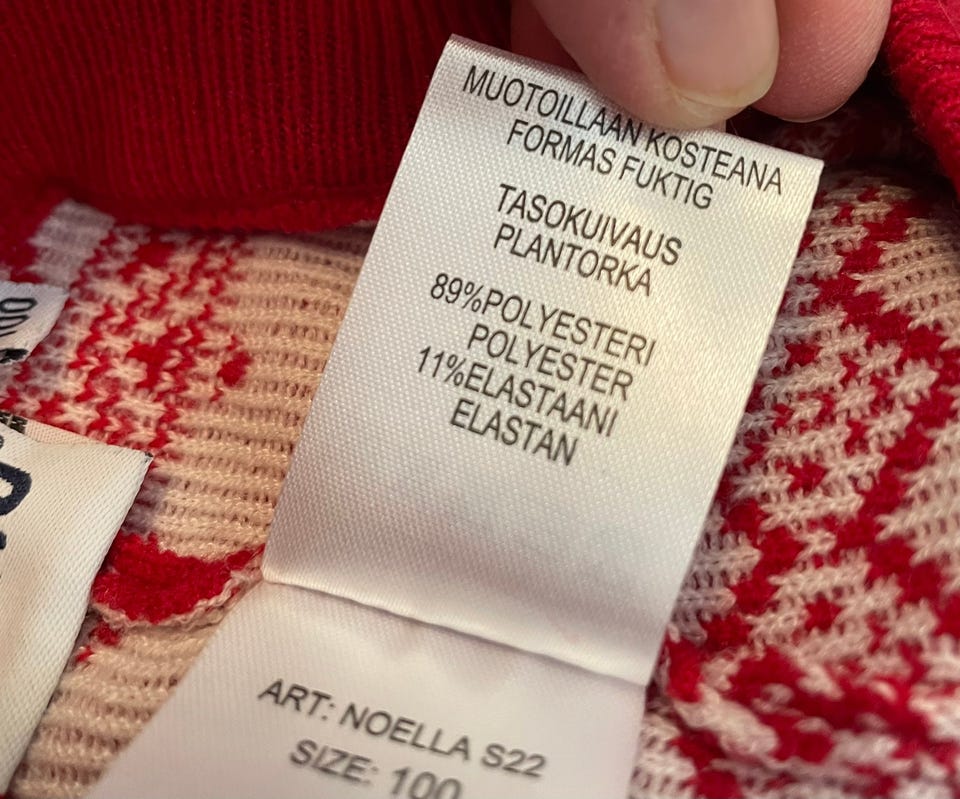 MUOTOILLAAN KOSTEANA
FORMAS FUKTIG
TASOKUIVAUS
PLANTORKA
89%POLYESTERI
POLYESTER
11%ELASTAANI
ELASTAN
ART: NOELLA S22
SIZE: 100